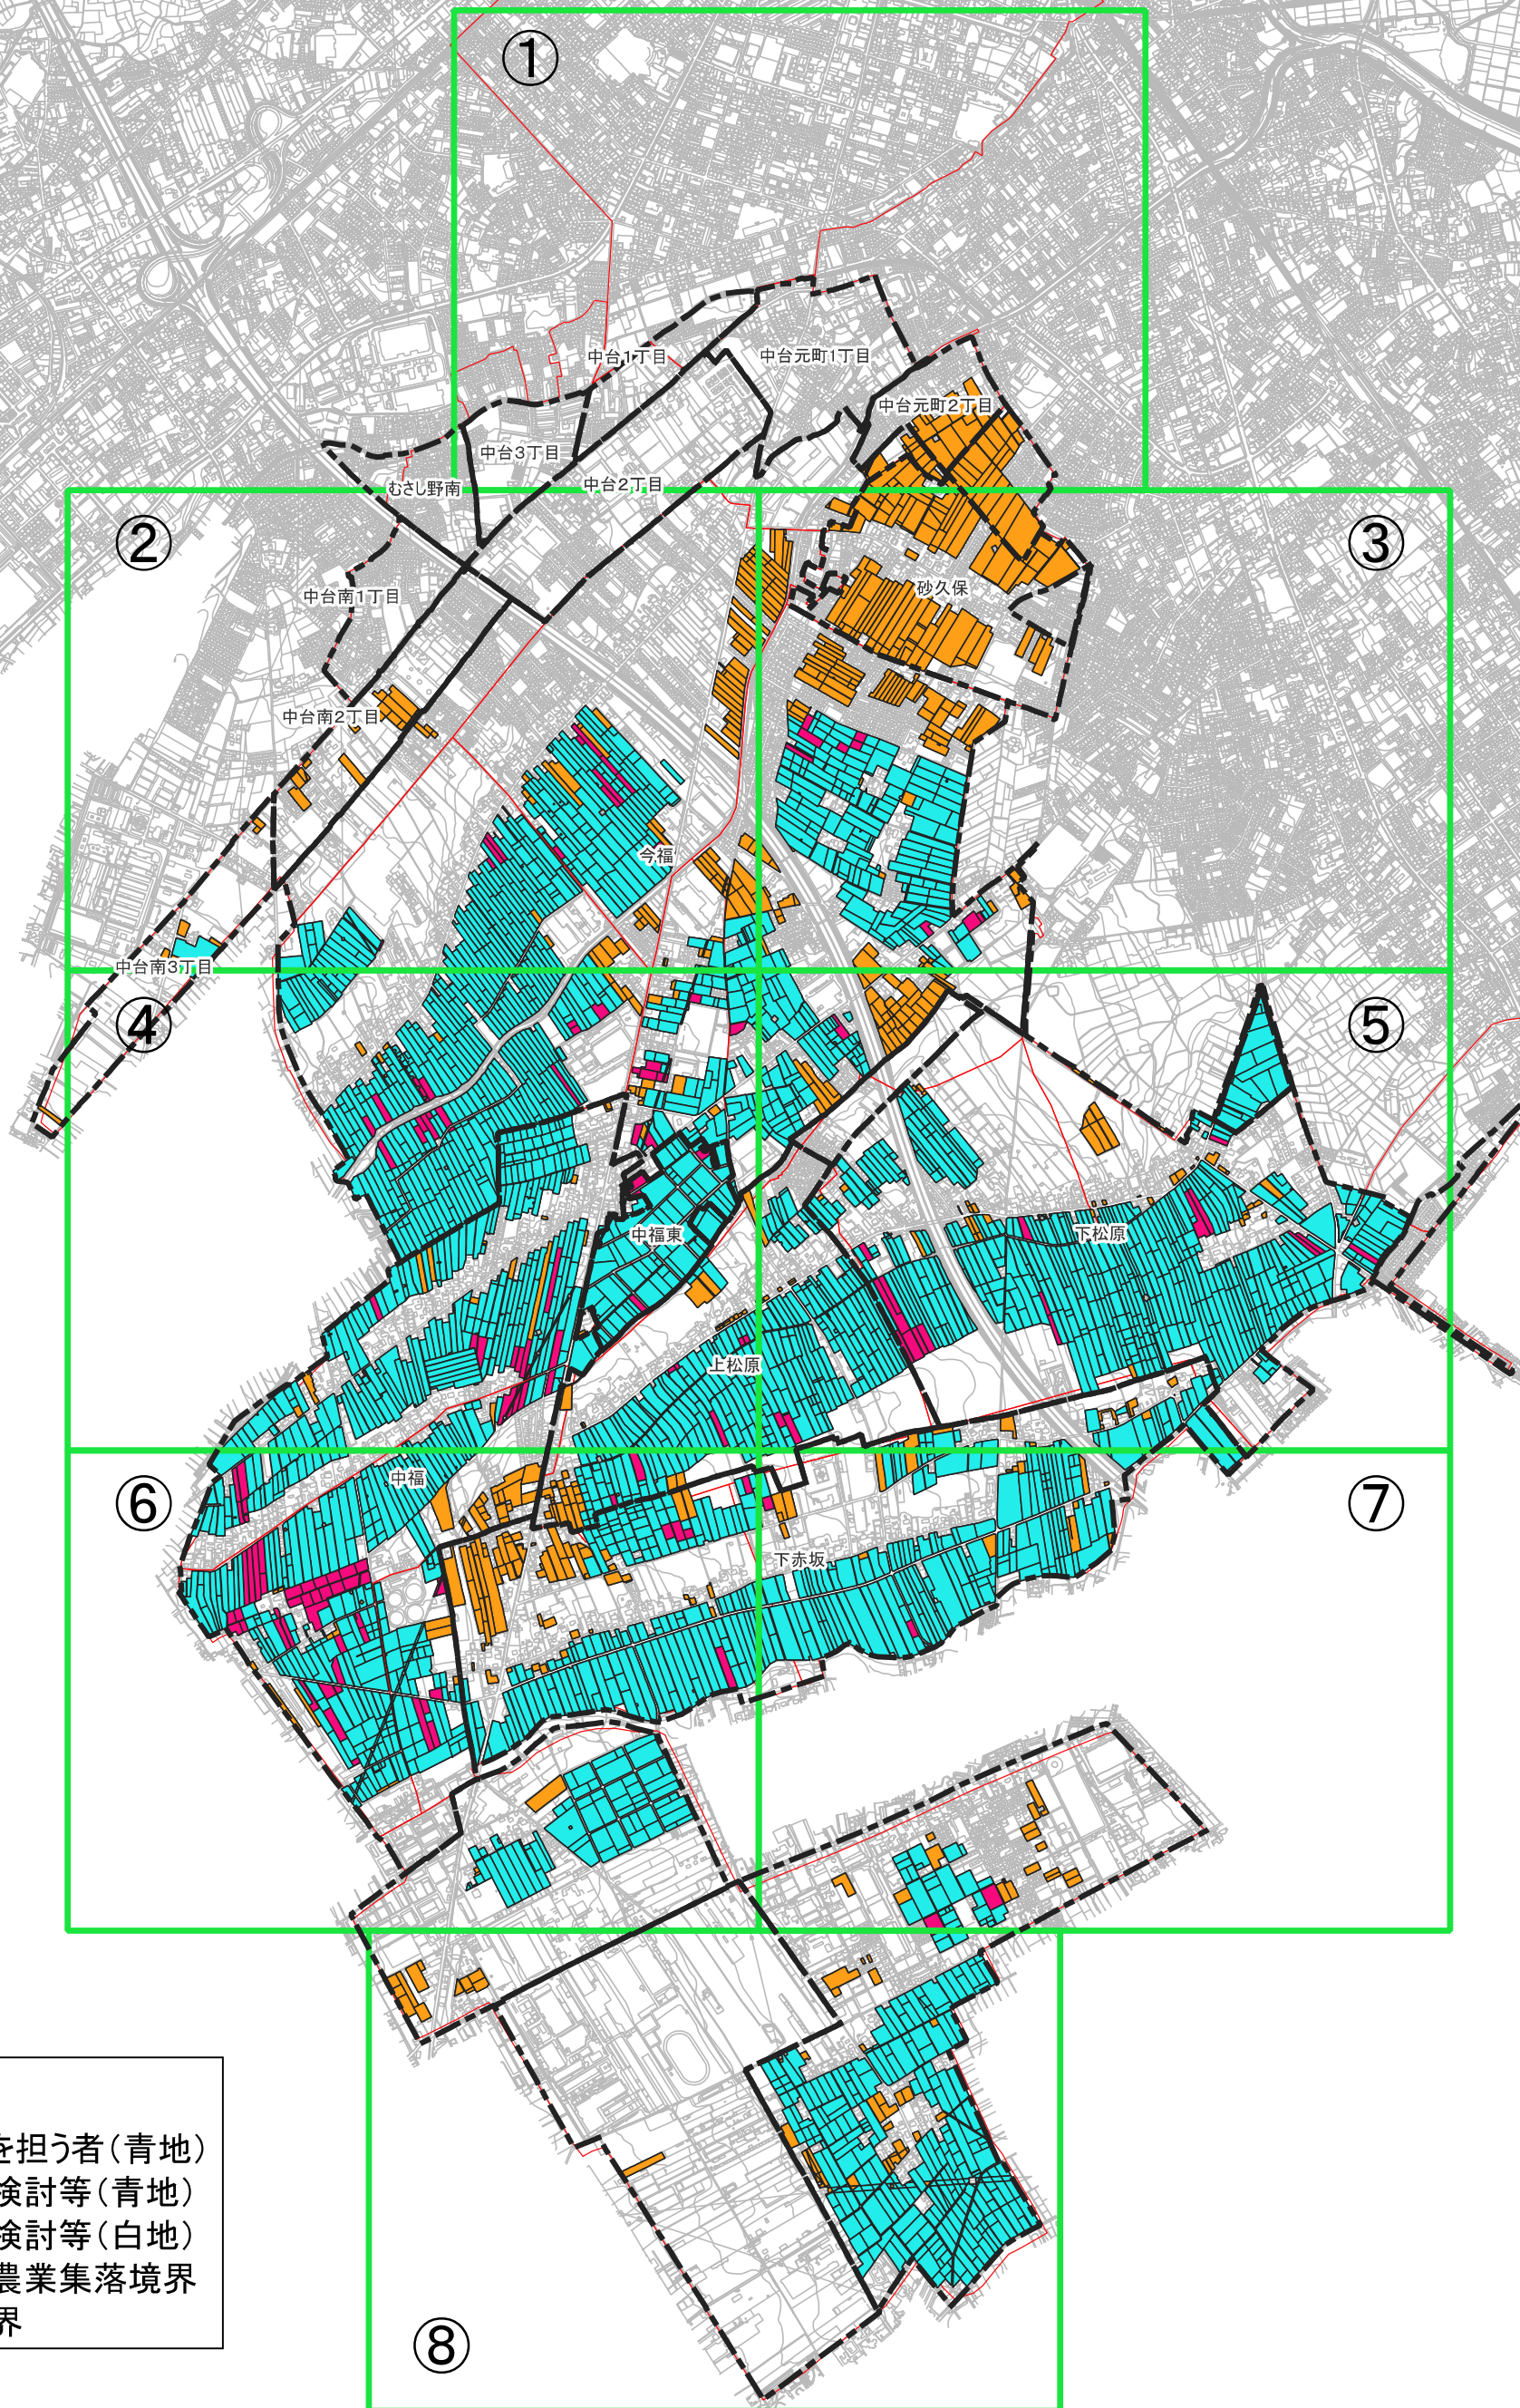 ①
中台1丁目
中台元町1丁目
中台元町2丁目
中台3丁目
むさし野南
中台2丁目
②
③
砂久保
中台南1丁目
中台南2丁目
今福
中台南3丁目
④
⑤
中福東
下松原
上松原
中福
⑥
⑦
下赤坂
を担う者(青地)
検討等(青地)
検討等(白地)
農業集落境界
界
⑧